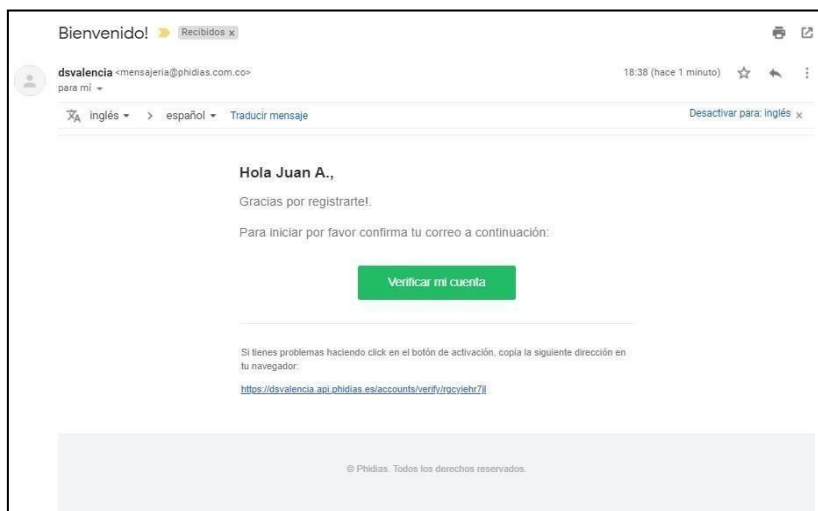 Bienvenido! Recibidos x
dsvalencia <mensajeria@phidias.com.co> 18:38 (hace 1 minuto)
para mí
inglés > español Traducir mensaje Desactivar para: inglés x
Hola Juan A.,
Gracias por registrarte!.
Para iniciar por favor confirma tu correo a continuación:
Verificar mi cuenta
Si tienes problemas haciendo click en el botón de activación, copia la siguiente dirección en
tu navegador:
https://dsvalencia.api.phidias.es/accounts/verify/
© Phidias. Todos los derechos reservados.